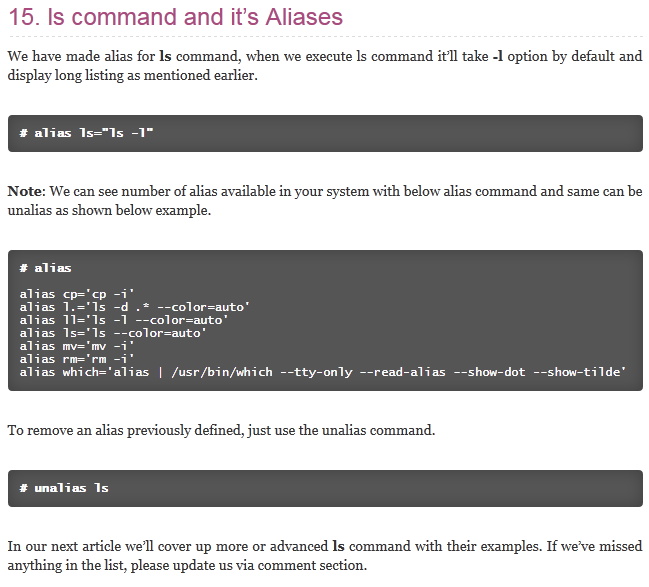 15. ls command and it's Aliases
We have made alias for ls command, when we execute ls command it'll take -l option by default and
display long listing as mentioned earlier.
# alias ls="ls -l"
Note: We can see number of alias available in your system with below alias command and same can be
unalias as shown below example.
# alias
alias cp='cp -i'
alias l.='ls -d .* --color=auto'
alias ll='ls -l --color=auto'
alias ls='ls --color=auto'
alias mv='mv -i'
alias rm='rm -i'
alias which='alias | /usr/bin/which --tty-only --read-alias --show-dot --show-tilde'
To remove an alias previously defined, just use the unalias command.
# unalias ls
In our next article we'll cover up more or advanced ls command with their examples. If we've missed
anything in the list, please update us via comment section.